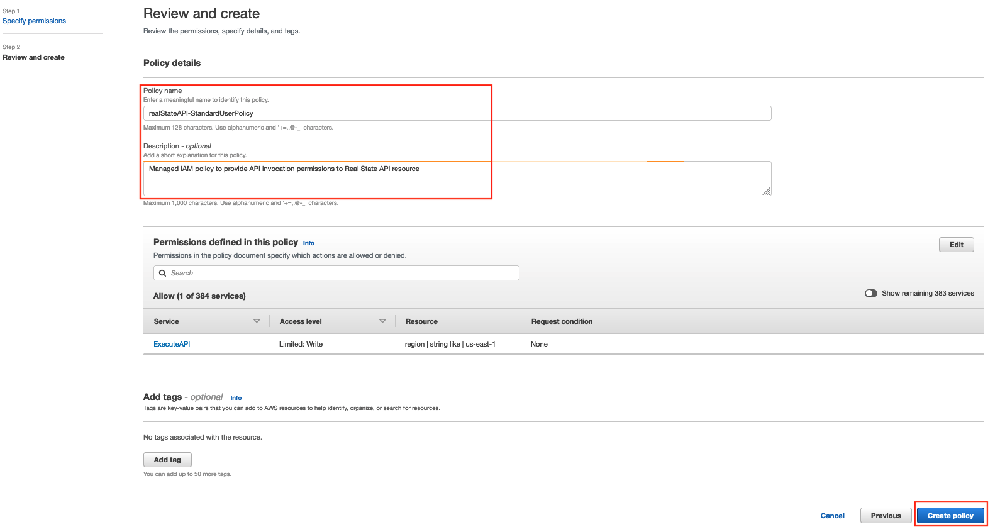 Step 1
Specify permissions
Step 2
Review and create
Review and create
Review the permissions, specify details, and tags.
Policy details
Policy name
Enter a meaningful name to identify this policy.
realStateAPI-StandardUserPolicy
Maximum 128 characters. Use alphanumeric and '+=,.@-_' characters.
Description - optional
Add a short explanation for this policy.
Managed IAM policy to provide API invocation permissions to Real State API resource
Maximum 1,000 characters. Use alphanumeric and '+=,.@-_' characters.
Permissions defined in this policy Info
Edit
Permissions in the policy document specify which actions are allowed or denied.
Search
Allow (1 of 384 services)
Show remaining 383 services
Service Access level Resource Request condition
ExecuteAPI Limited: Write region | string like | us-east-1 None
Add tags - optional Info
Tags are key-value pairs that you can add to AWS resources to help identify, organize, or search for resources.
No tags associated with the resource.
Add tag
You can add up to 50 more tags.
Cancel Previous Create policy